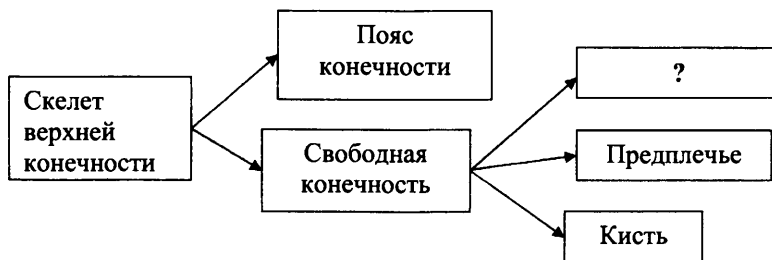 Скелет
верхней
конечности
Пояс
конечности
Свободная
конечность
?
Предплечье
Кисть